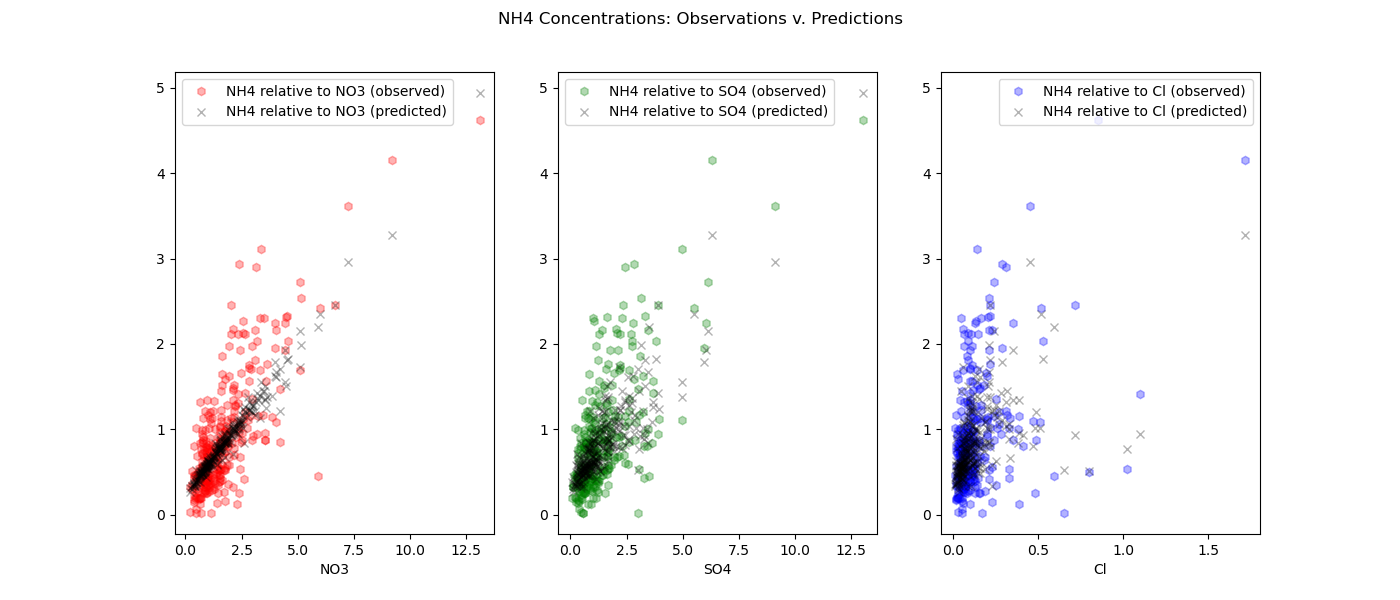 NH4 Concentrations: Observations v. Predictions
NH4 relative to NO3 (observed)
NH4 relative to NO3 (predicted)
5
4
3
2
1
0
0.0 2.5 5.0 7.5 10.0 12.5
NO3
NH4 relative to SO4 (observed)
NH4 relative to SO4 (predicted)
5
4
3
2
1
0
0.0 2.5 5.0 7.5 10.0 12.5
SO4
NH4 relative to Cl (observed)
NH4 relative to Cl (predicted)
5
4
3
2
1
0
0.0 0.5 1.0 1.5
Cl